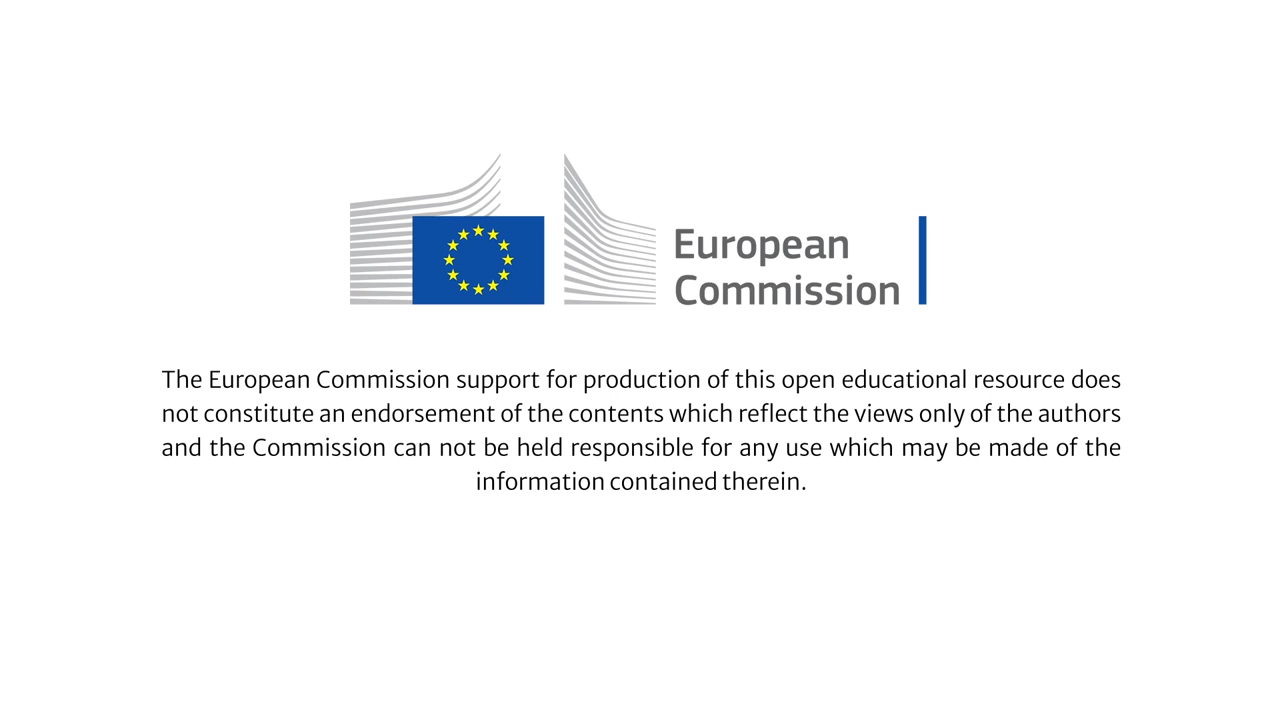 European
Commission
The European Commission support for production of this open educational resource does
not constitute an endorsement of the contents which reflect the views only of the authors
and the Commission can not be held responsible for any use which may be made of the
information contained therein.